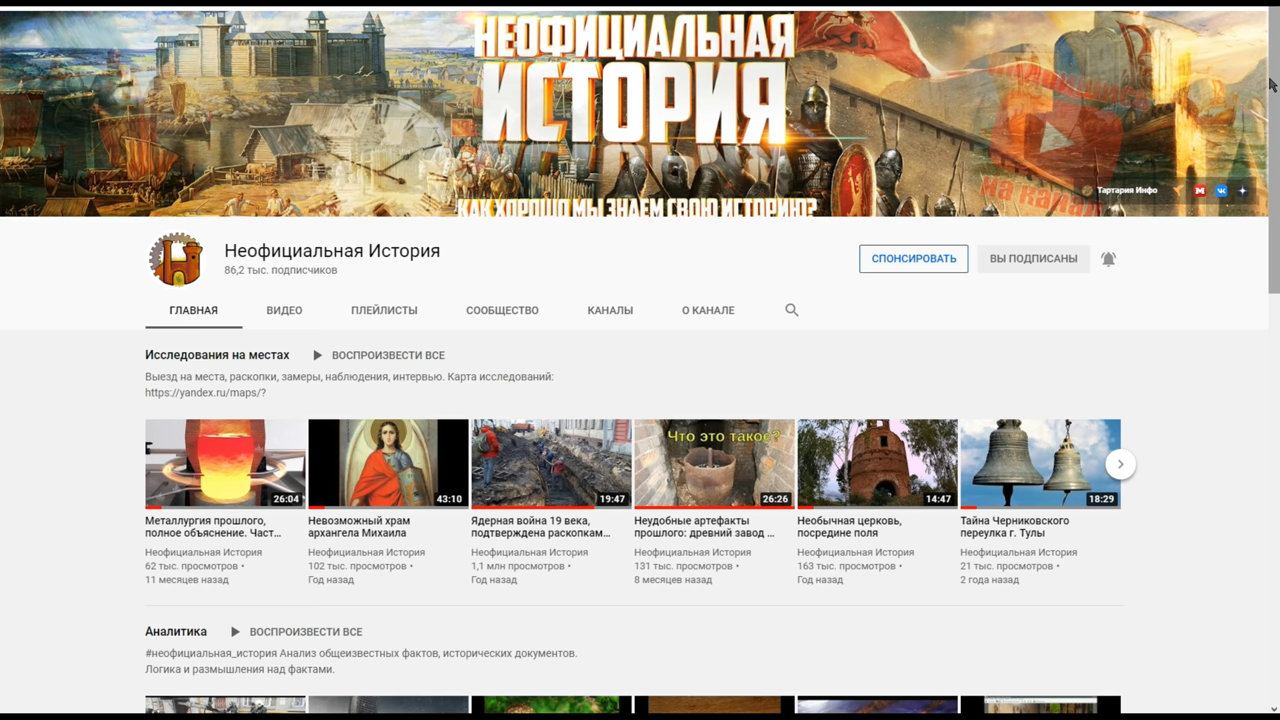 НЕОФИЦИАЛЬНАЯ
ИСТОРИЯ
КАК ХОРОШО МЫ ЗНАЕМ СВОЮ ИСТОРИЮ?
на канал
Тартария Инфо
Неофициальная История
86,2 тыс. подписчиков
СПОНСИРОВАТЬ
ВЫ ПОДПИСАНЫ
ГЛАВНАЯ ВИДЕО ПЛЕЙЛИСТЫ СООБЩЕСТВО КАНАЛЫ О КАНАЛЕ
Исследования на местах ВОСПРОИЗВЕСТИ ВСЕ
Выезд на места, раскопки, замеры, наблюдения, интервью. Карта исследований:
https://yandex.ru/maps/?
26:04
Металлургия прошлого,
полное объяснение. Част...
Неофициальная История
62 тыс. просмотров •
11 месяцев назад
43:10
Невозможный храм
архангела Михаила
Неофициальная История
102 тыс. просмотров •
Год назад
19:47
Ядерная война 19 века,
подтверждена раскопкам...
Неофициальная История
1,1 млн просмотров •
Год назад
Что это такое?
26:26
Неудобные артефакты
прошлого: древний завод ...
Неофициальная История
131 тыс. просмотров •
8 месяцев назад
14:47
Необычная церковь,
посредине поля
Неофициальная История
163 тыс. просмотров •
Год назад
18:29
Тайна Черниковского
переулка г. Тулы
Неофициальная История
21 тыс. просмотров •
2 года назад
Аналитика ВОСПРОИЗВЕСТИ ВСЕ
#неофициальная_история Анализ общеизвестных фактов, исторических документов.
Логика и размышления над фактами.